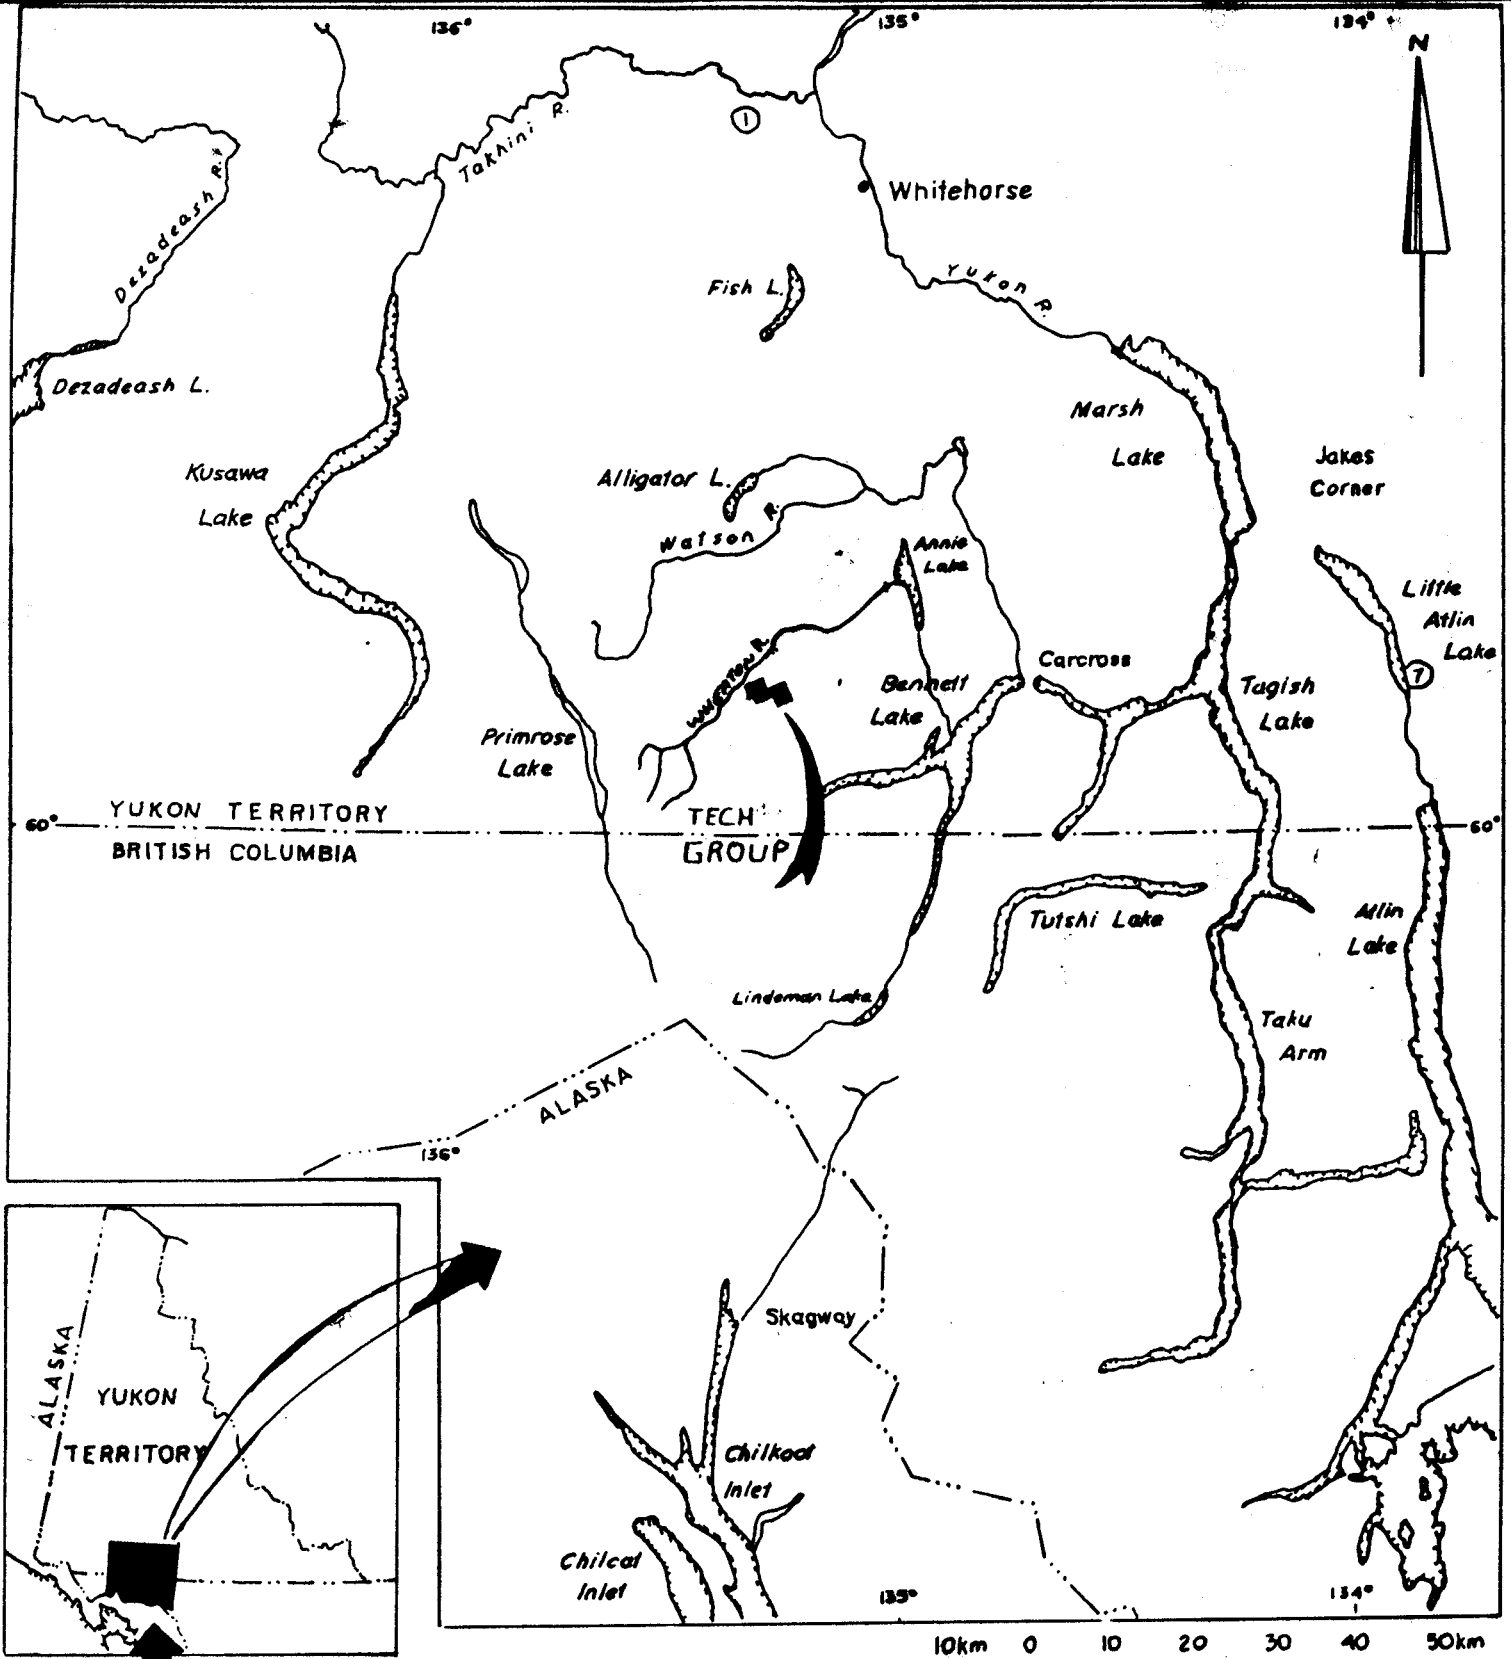 136°
135°
134°
N
Takhini R.
1
Dezadeash R.
Whitehorse
Yukon R.
Fish L.
Dezadeash L.
Marsh
Lake
Kusawa
Lake
Alligator L.
Jakes
Corner
Watson R.
Annie
Lake
Little
Atlin
Lake
WHEATON R.
Carcross
7
Bennett
Lake
Tagish
Lake
Primrose
Lake
YUKON TERRITORY
60°
60°
BRITISH COLUMBIA
TECH
GROUP
Tutshi Lake
Atlin
Lake
Lindeman Lake
Taku
Arm
ALASKA
136°
Skagway
ALASKA
YUKON
TERRITORY
Chilkoot
Inlet
Chilcat
Inlet
135°
134°
10km 0 10 20 30 40 50km